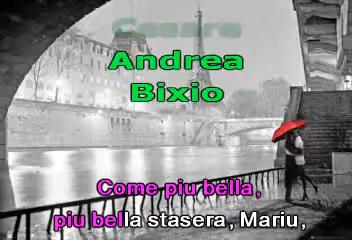 Cesare
Andrea
Bixio
Come piu bella,
piu bella stasera, Mariu,